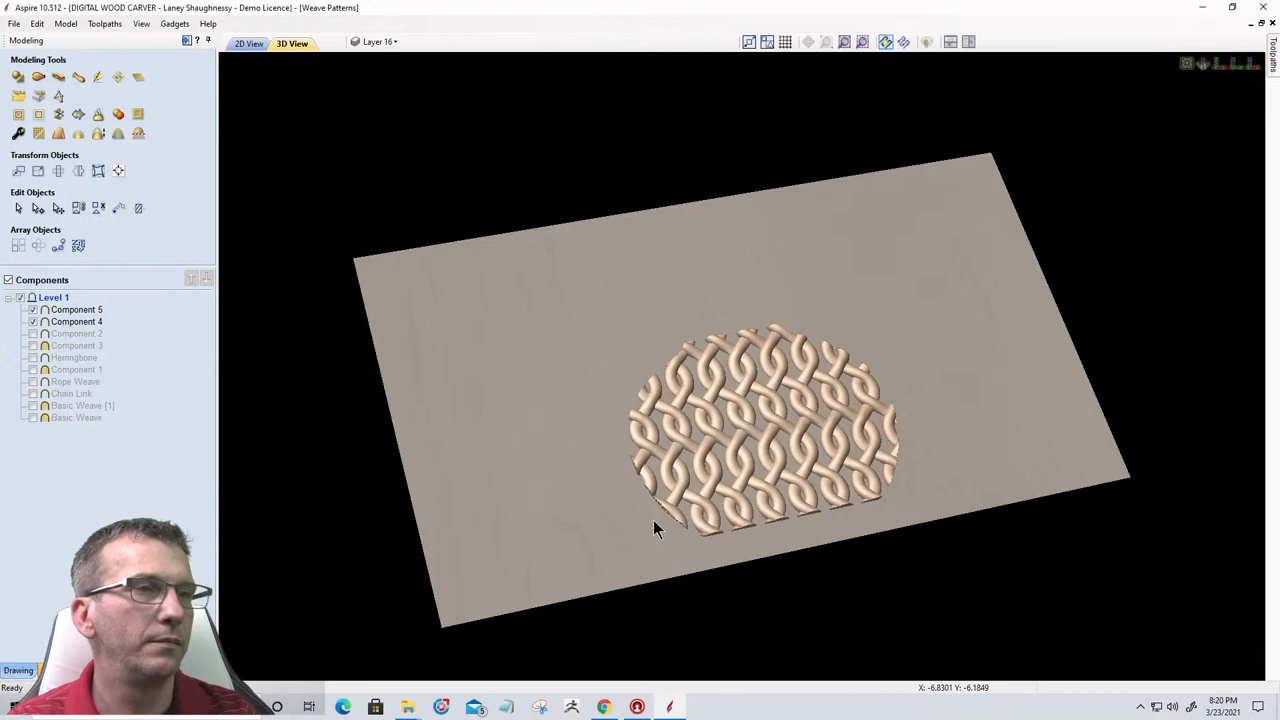 Aspire 10.512 - (DIGITAL WOOD CARVER - Laney Shaughnessy - Demo Licence) - [Weave Patterns]
File Edit Model Toolpaths View Gadgets Help
Modeling
2D View 3D View Layer 16
Toolpaths
Modeling Tools
Transform Objects
Edit Objects
Array Objects
Components
Level 1
Component 5
Component 4
Component 2
Component 3
Herringbone
Component 1
Rope Weave
Chain Link
Basic Weave [1]
Basic Weave
Drawing
Ready
X: -6.8301 Y: -6.1849
5
8:20 PM
3/23/2021